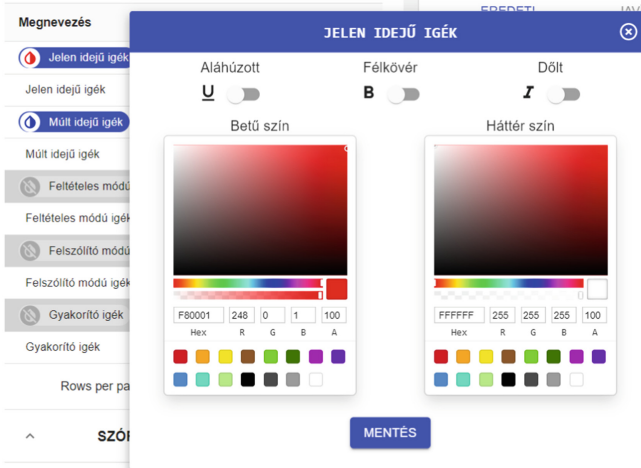 EREDETI
Megnevezés
JELEN IDEJŰ IGÉK
Jelen idejű igék
Jelen idejű igék
Múlt idejű igék
Múlt idejű igék
Feltételes módú
Feltételes módú igék
Felszólító módú
Felszólító módú igék
Gyakorító igék
Gyakorító igék
Rows per pa
SZÓF
Aláhúzott Félkövér Dőlt
U B I
Betű szín Háttér szín
F80001 248 0 1 100
Hex R G B A
FFFFFF 255 255 255 100
Hex R G B A
MENTÉS